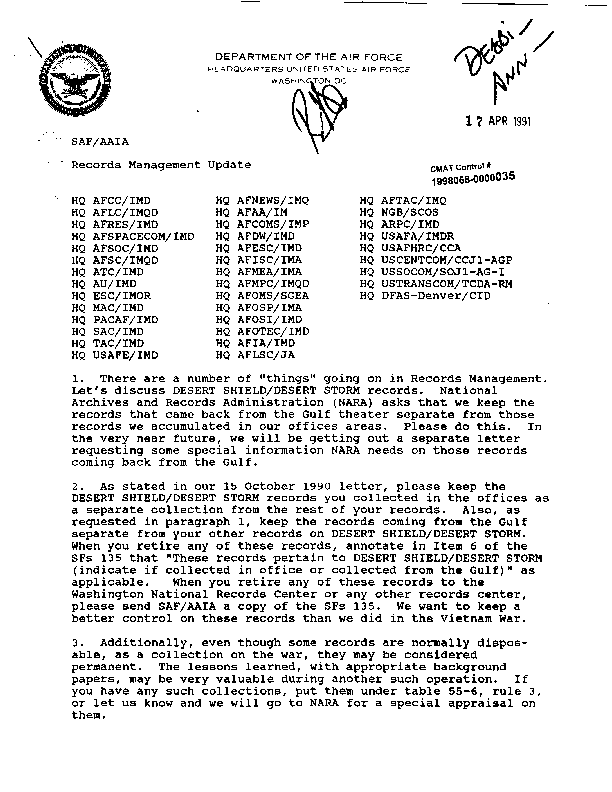 DEBBI—
ANN—
DEPARTMENT OF THE AIR FORCE
HEADQUARTERS UNITED STATES AIR FORCE
WASHINGTON DC
17 APR 1991
SAF/AAIA
Records Management Update
CMAT Control #
1998068-0000035
HQ AFCC/IMD HQ AFNEWS/IMQ HQ AFTAC/IMQ
HQ AFLC/IMQD HQ AFAA/IM HQ NGB/SCOS
HQ AFRES/IMD HQ AFCOMS/IMP HQ ARPC/IMD
HQ AFSPACECOM/IMD HQ AFDW/IMD HQ USAFA/IMDR
HQ AFSOC/IMD HQ AFESC/IMD HQ USAFHRC/CCA
HQ AFSC/IMQD HQ AFISC/IMA HQ USCENTCOM/CCJ1-AGP
HQ ATC/IMD HQ AFMEA/IMA HQ USSOCOM/SOJ1-AG-I
HQ AU/IMD HQ AFMPC/IMQD HQ USTRANSCOM/TCDA-RM
HQ ESC/IMOR HQ AFOMS/SGEA HQ DFAS-Denver/CID
HQ MAC/IMD HQ AFOSP/IMA
HQ PACAF/IMD HQ AFOSI/IMD
HQ SAC/IMD HQ AFOTEC/IMD
HQ TAC/IMD HQ AFIA/IMD
HQ USAFE/IMD HQ AFLSC/JA
1. There are a number of "things" going on in Records Management.
Let's discuss DESERT SHIELD/DESERT STORM records. National
Archives and Records Administration (NARA) asks that we keep the
records that came back from the Gulf theater separate from those
records we accumulated in our offices areas. Please do this. In
the very near future, we will be getting out a separate letter
requesting some special information NARA needs on those records
coming back from the Gulf.
2. As stated in our 15 October 1990 letter, please keep the
DESERT SHIELD/DESERT STORM records you collected in the offices as
a separate collection from the rest of your records. Also, as
requested in paragraph 1, keep the records coming from the Gulf
separate from your other records on DESERT SHIELD/DESERT STORM.
When you retire any of these records, annotate in Item 6 of the
SFs 135 that "These records pertain to DESERT SHIELD/DESERT STORM
(indicate if collected in office or collected from the Gulf)" as
applicable. When you retire any of these records to the
Washington National Records Center or any other records center,
please send SAF/AAIA a copy of the SFs 135. We want to keep a
better control on these records than we did in the Vietnam War.
3. Additionally, even though some records are normally dispos-
able, as a collection on the war, they may be considered
permanent. The lessons learned, with appropriate background
papers, may be very valuable during another such operation. If
you have any such collections, put them under table 55-6, rule 3,
or let us know and we will go to NARA for a special appraisal on
them.